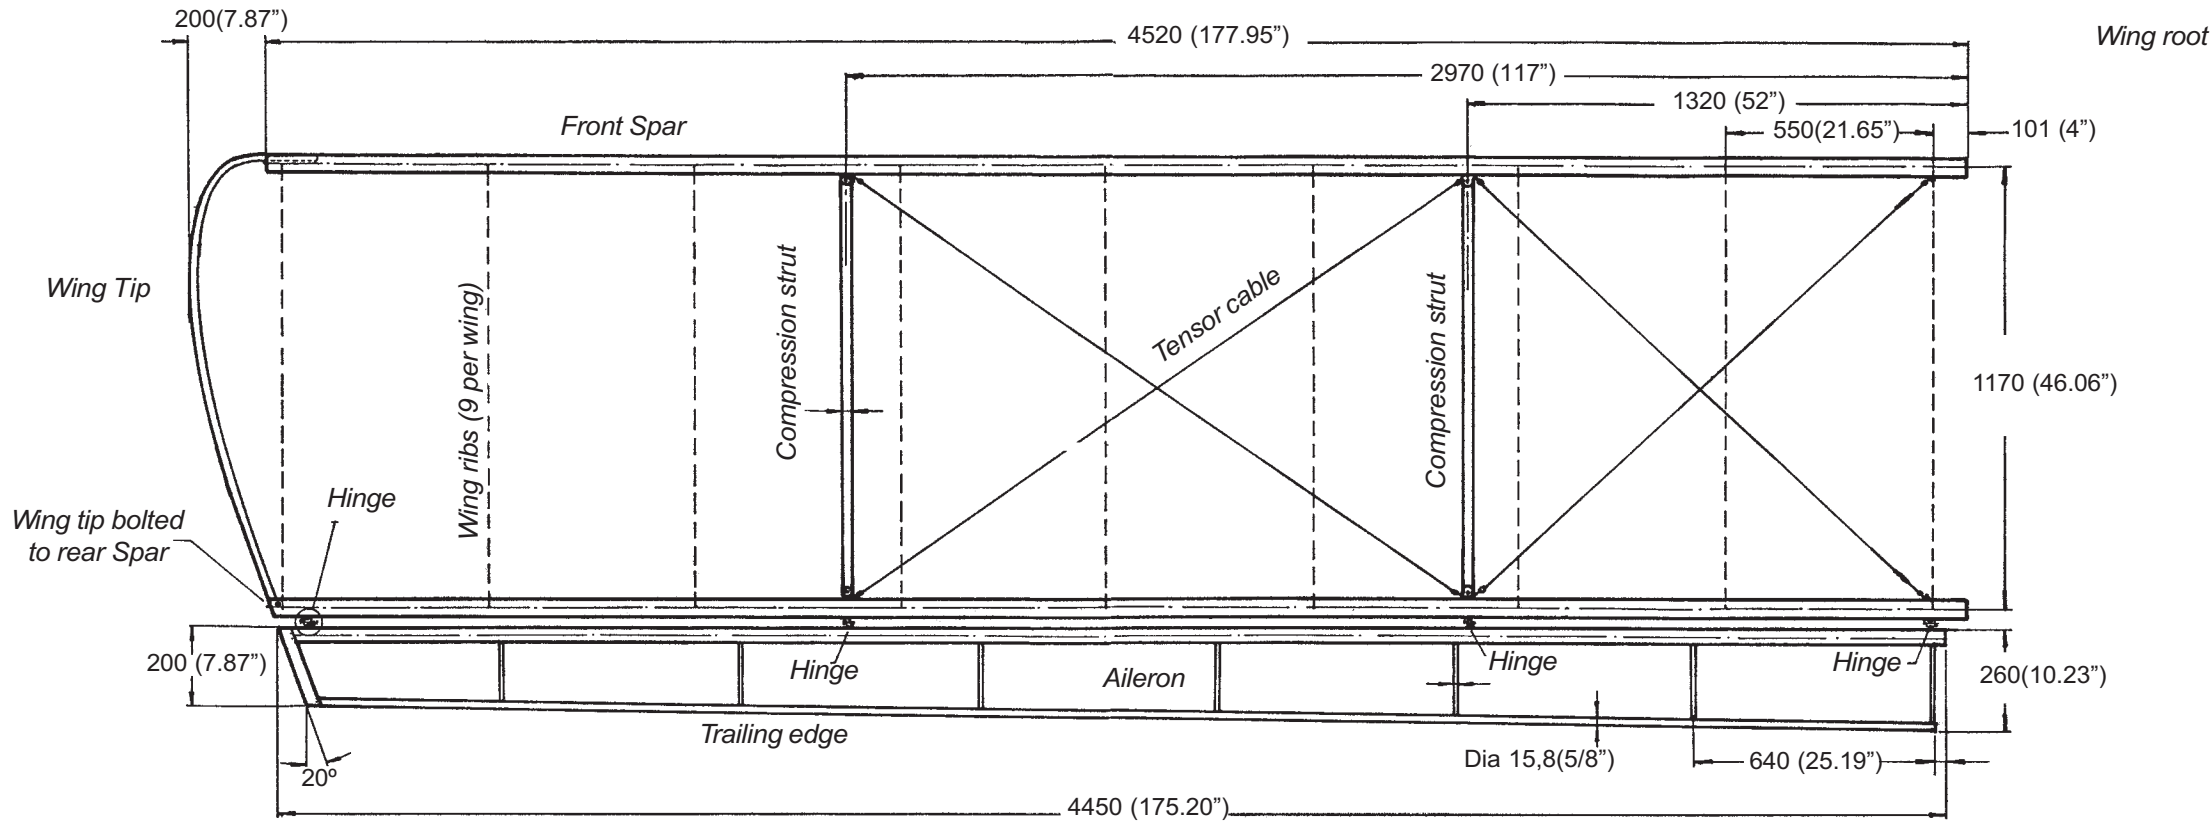 200(7.87”)
4520 (177.95”)
Wing root
2970 (117”)
1320 (52”)
Front Spar
550(21.65”)
101 (4”)
Wing Tip
Wing ribs (9 per wing)
Compression strut
Tensor cable
Compression strut
1170 (46.06”)
Hinge
Wing tip bolted
to rear Spar
200 (7.87”)
Hinge
Aileron
Hinge
Hinge
260(10.23”)
Trailing edge
20º
Dia 15,8(5/8”)
640 (25.19”)
4450 (175.20”)